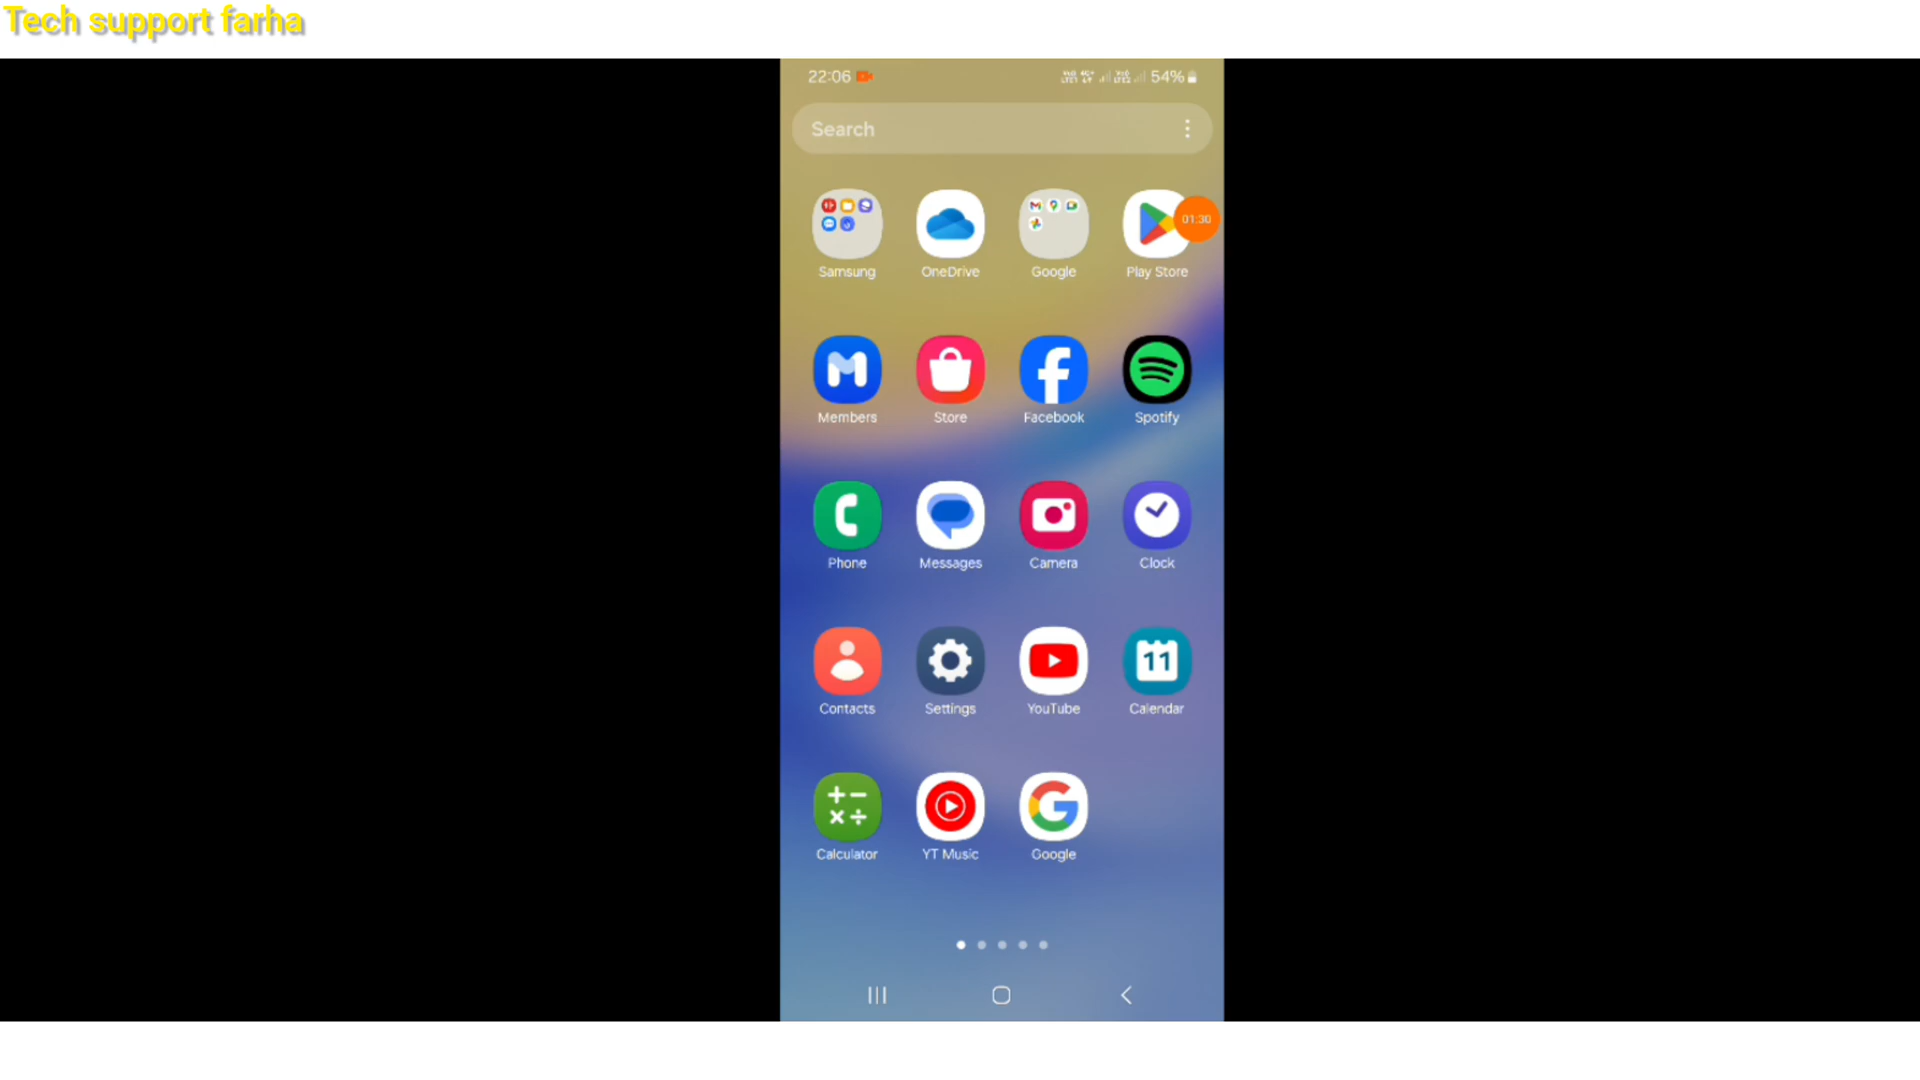 Tech support farha
22:06
54%
Search
01:30
Samsung
OneDrive
Google
Play Store
Members
Store
Facebook
Spotify
Phone
Messages
Camera
Clock
11
Contacts
Settings
YouTube
Calendar
Calculator
YT Music
Google